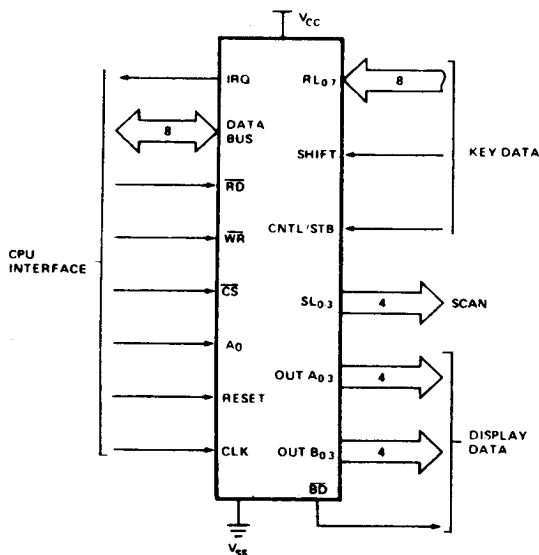 VCC
IRQ
RL0-7
8
8
DATA
BUS
SHIFT
KEY DATA
RD
CNTL/STB
WR
CPU
INTERFACE
CS
SL0-3
4
SCAN
A0
OUT A0-3
4
RESET
DISPLAY
DATA
CLK
OUT B0-3
4
BD
VSS